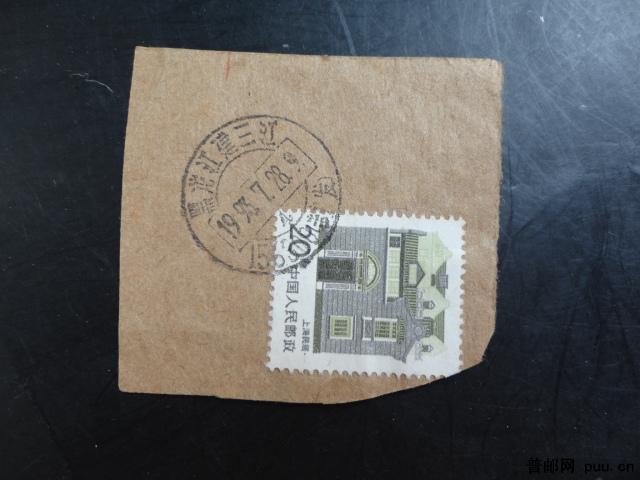 黑龙江建三江
1993.7.28.9
20分
中国人民邮政
上海民居
普邮网 puu.cn